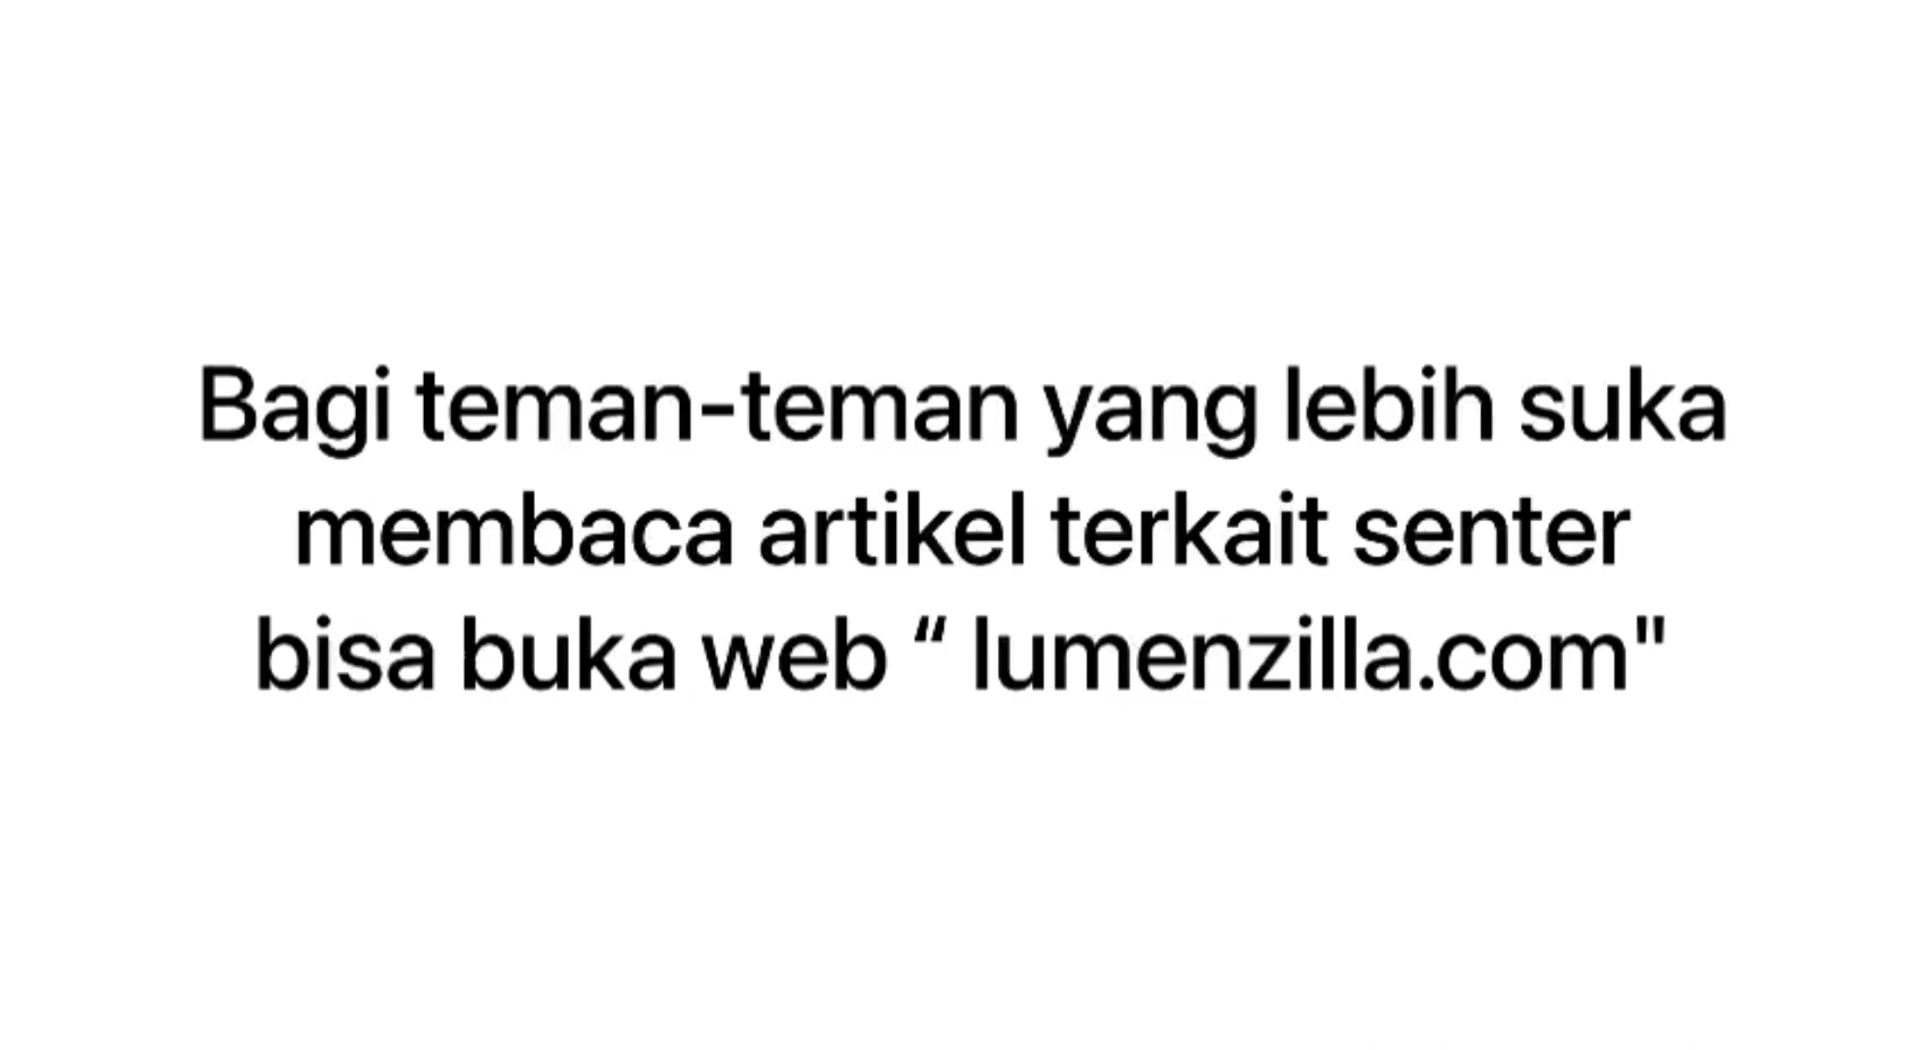 Bagi teman-teman yang lebih suka
membaca artikel terkait senter
bisa buka web “ lumenzilla.com"